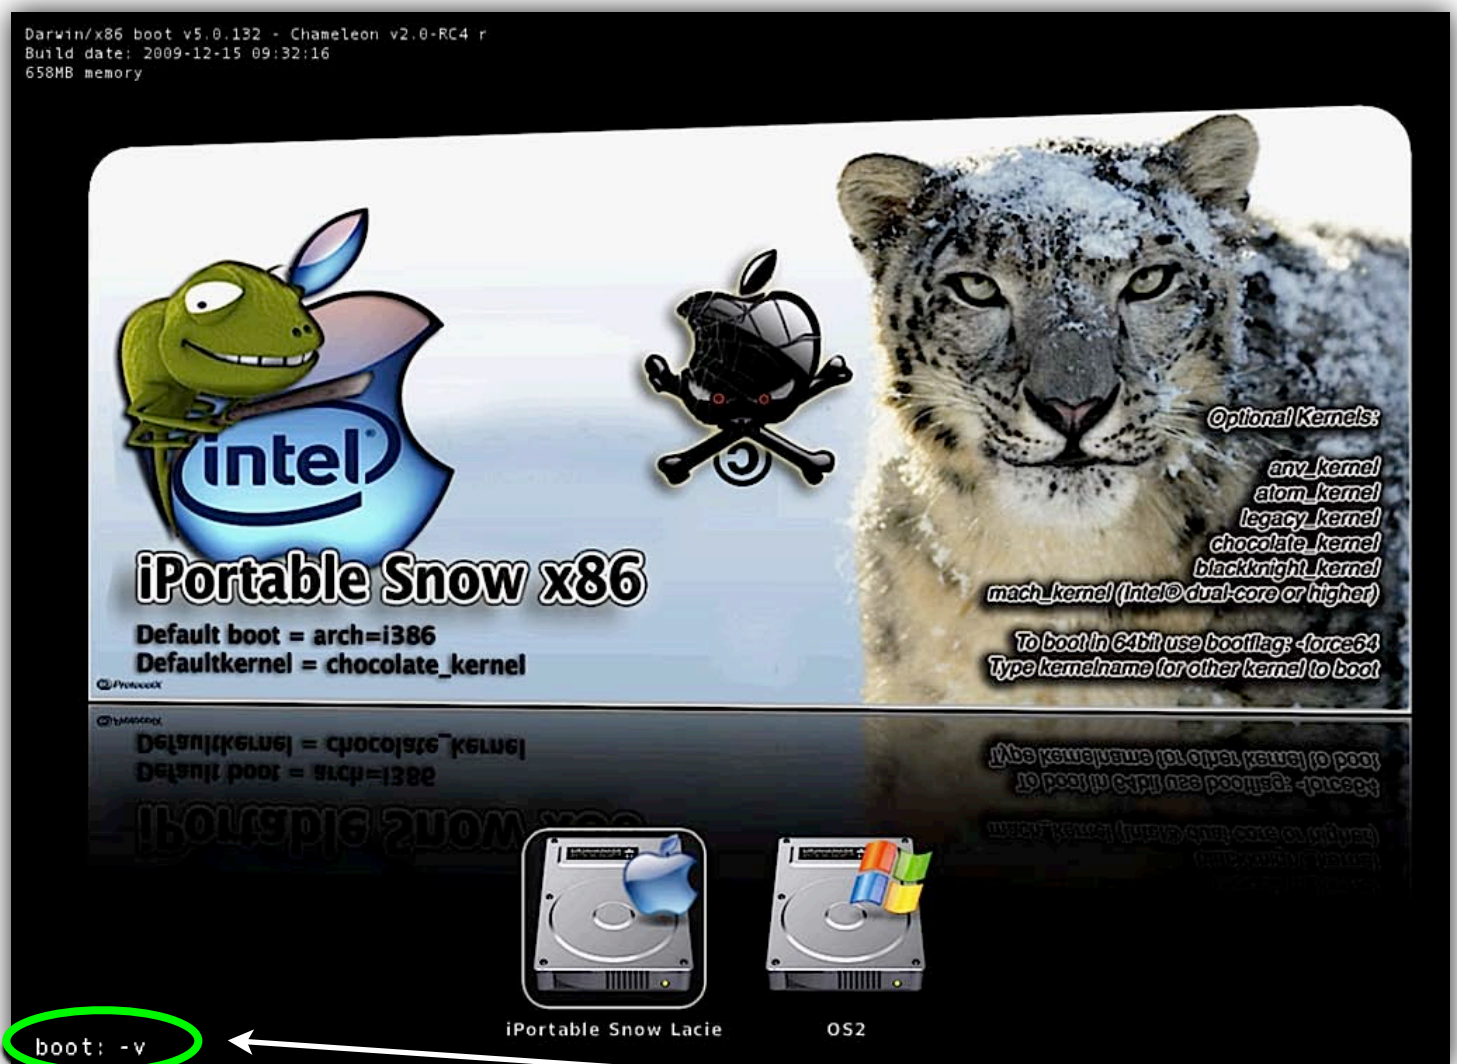 Darwin/x86 boot v5.0.132 - Chameleon v2.0-RC4 r
Build date: 2009-12-15 09:32:16
658MB memory
intel®
iPortable Snow x86
Default boot = arch=i386
Defaultkernel = chocolate_kernel
ProtocolX
Optional Kernels:
anv_kernel
atom_kernel
legacy_kernel
chocolate_kernel
blackknight_kernel
mach_kernel (Intel® dual-core or higher)
To boot in 64bit use bootflag: -force64
Type kernelname for other kernel to boot
iPortable Snow Lacie
OS2
boot: -v